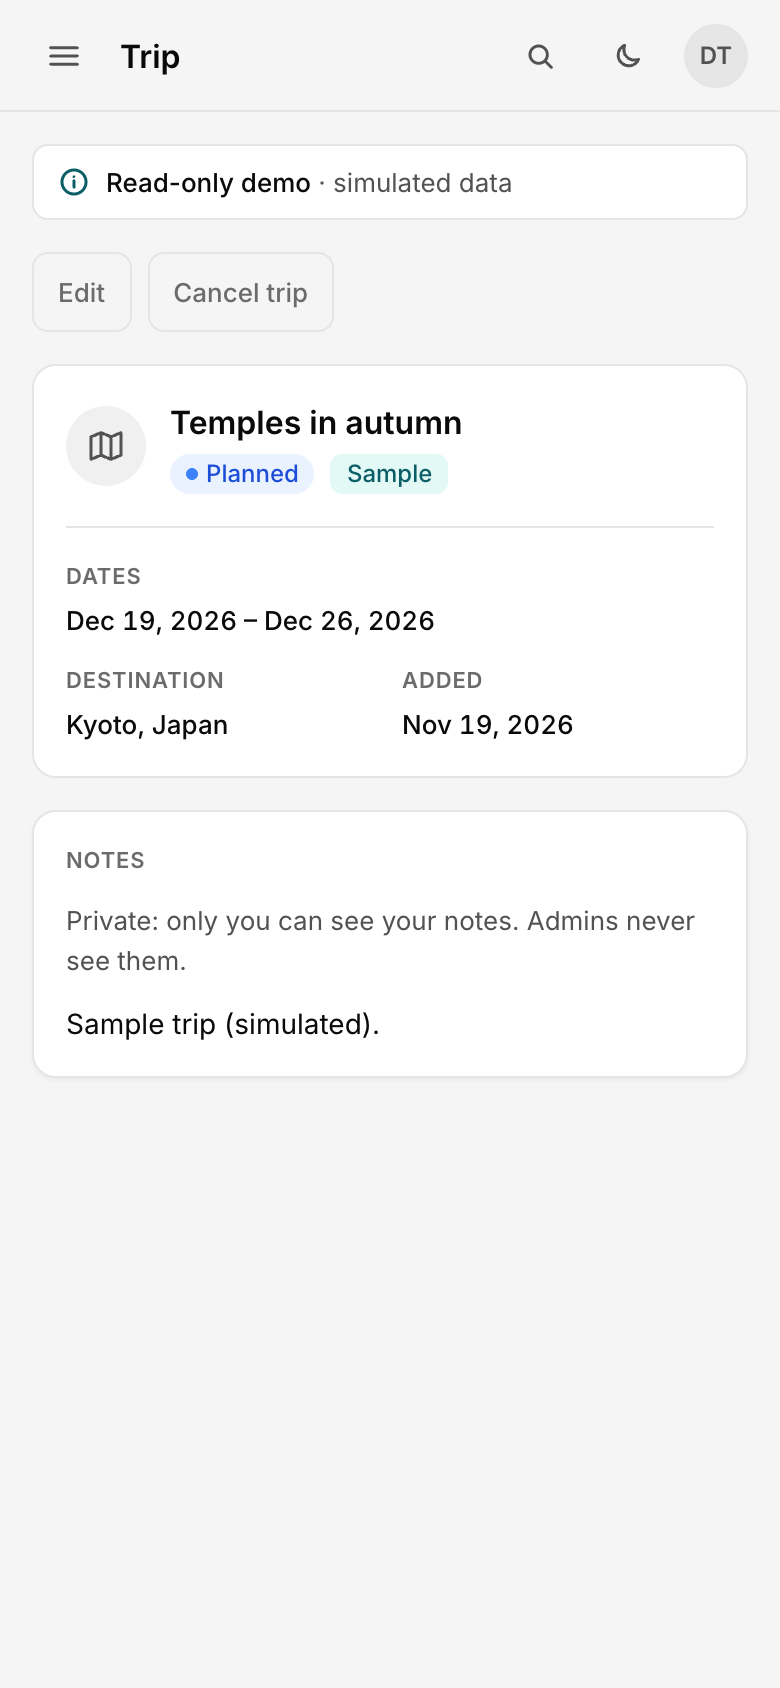 Trip
DT
Read-only demo · simulated data
Edit
Cancel trip
Temples in autumn
Planned
Sample
DATES
Dec 19, 2026 – Dec 26, 2026
DESTINATION
Kyoto, Japan
ADDED
Nov 19, 2026
NOTES
Private: only you can see your notes. Admins never
see them.
Sample trip (simulated).